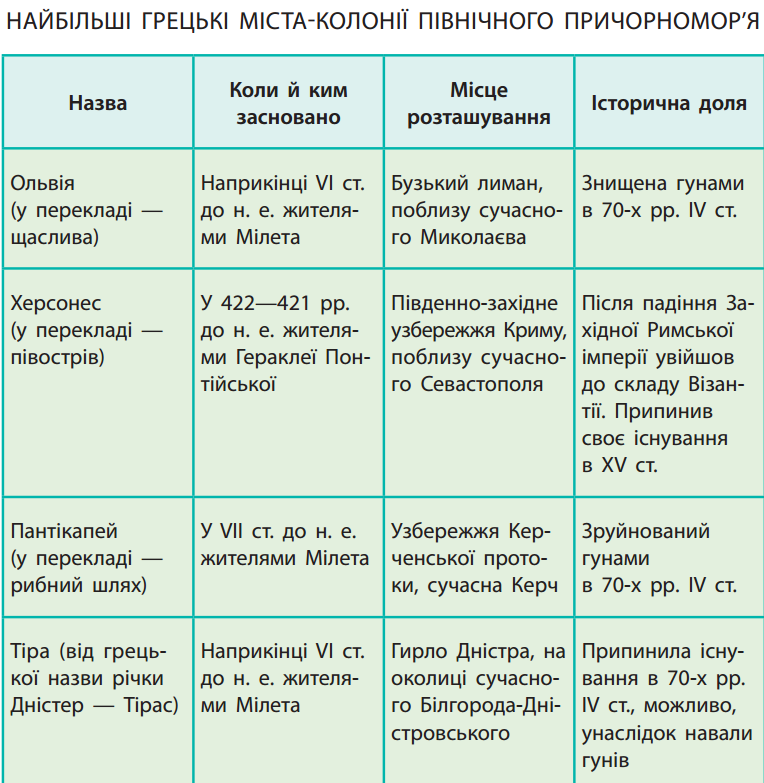 НАЙБІЛЬШІ ГРЕЦЬКІ МІСТА-КОЛОНІЇ ПІВНІЧНОГО ПРИЧОРНОМОР’Я
Назва
Коли й ким
засновано
Місце
розташування
Історична доля
Ольвія
(у перекладі —
щаслива)
Наприкінці VI ст.
до н. е. жителя-
ми Мілета
Бузький лиман,
поблизу сучасно-
го Миколаєва
Знищена гунами
в 70-х рр. IV ст.
Херсонес
(у перекладі —
півострів)
У 422—421 рр.
до н. е. жителя-
ми Гераклеї Пон-
тійської
Південно-західне
узбережжя Криму,
поблизу сучасно-
го Севастополя
Після падіння За-
хідної Римської
імперії увійшов
до складу Візан-
тії. Припинив
своє існування
в XV ст.
Пантікапей
(у перекладі —
рибний шлях)
У VII ст. до н. е.
жителями Мілета
Узбережжя Кер-
ченської прото-
ки, сучасна Керч
Зруйнований
гунами
в 70-х рр. IV ст.
Тіра (від грець-
кої назви річки
Дністер — Тірас)
Наприкінці VI ст.
до н. е. жителя-
ми Мілета
Гирло Дністра, на
околиці сучасно-
го Білгорода-Дні-
стровського
Припинила існу-
вання в 70-х рр.
IV ст., можливо,
унаслідок навали
гунів